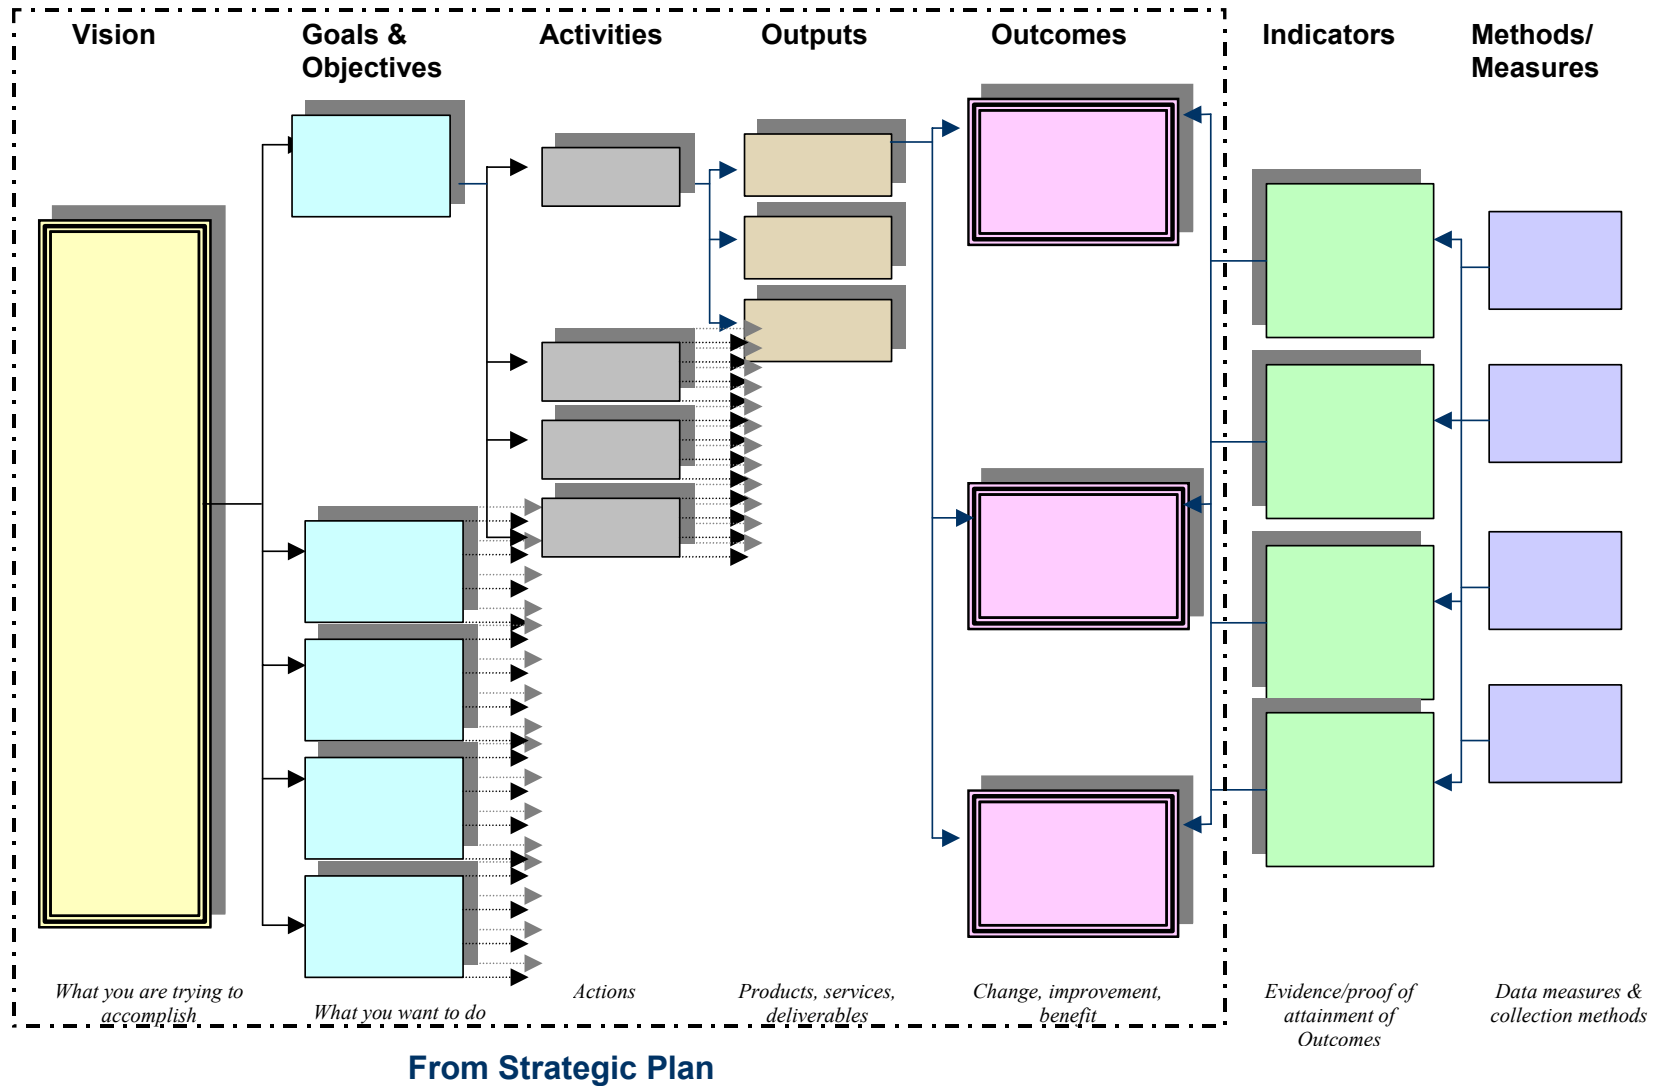 Vision
Goals &
Objectives
Activities
Outputs
Outcomes
Indicators
Methods/
Measures
What you are trying to
accomplish
What you want to do
Actions
Products, services,
deliverables
Change, improvement,
benefit
Evidence/proof of
attainment of
Outcomes
Data measures &
collection methods
From Strategic Plan